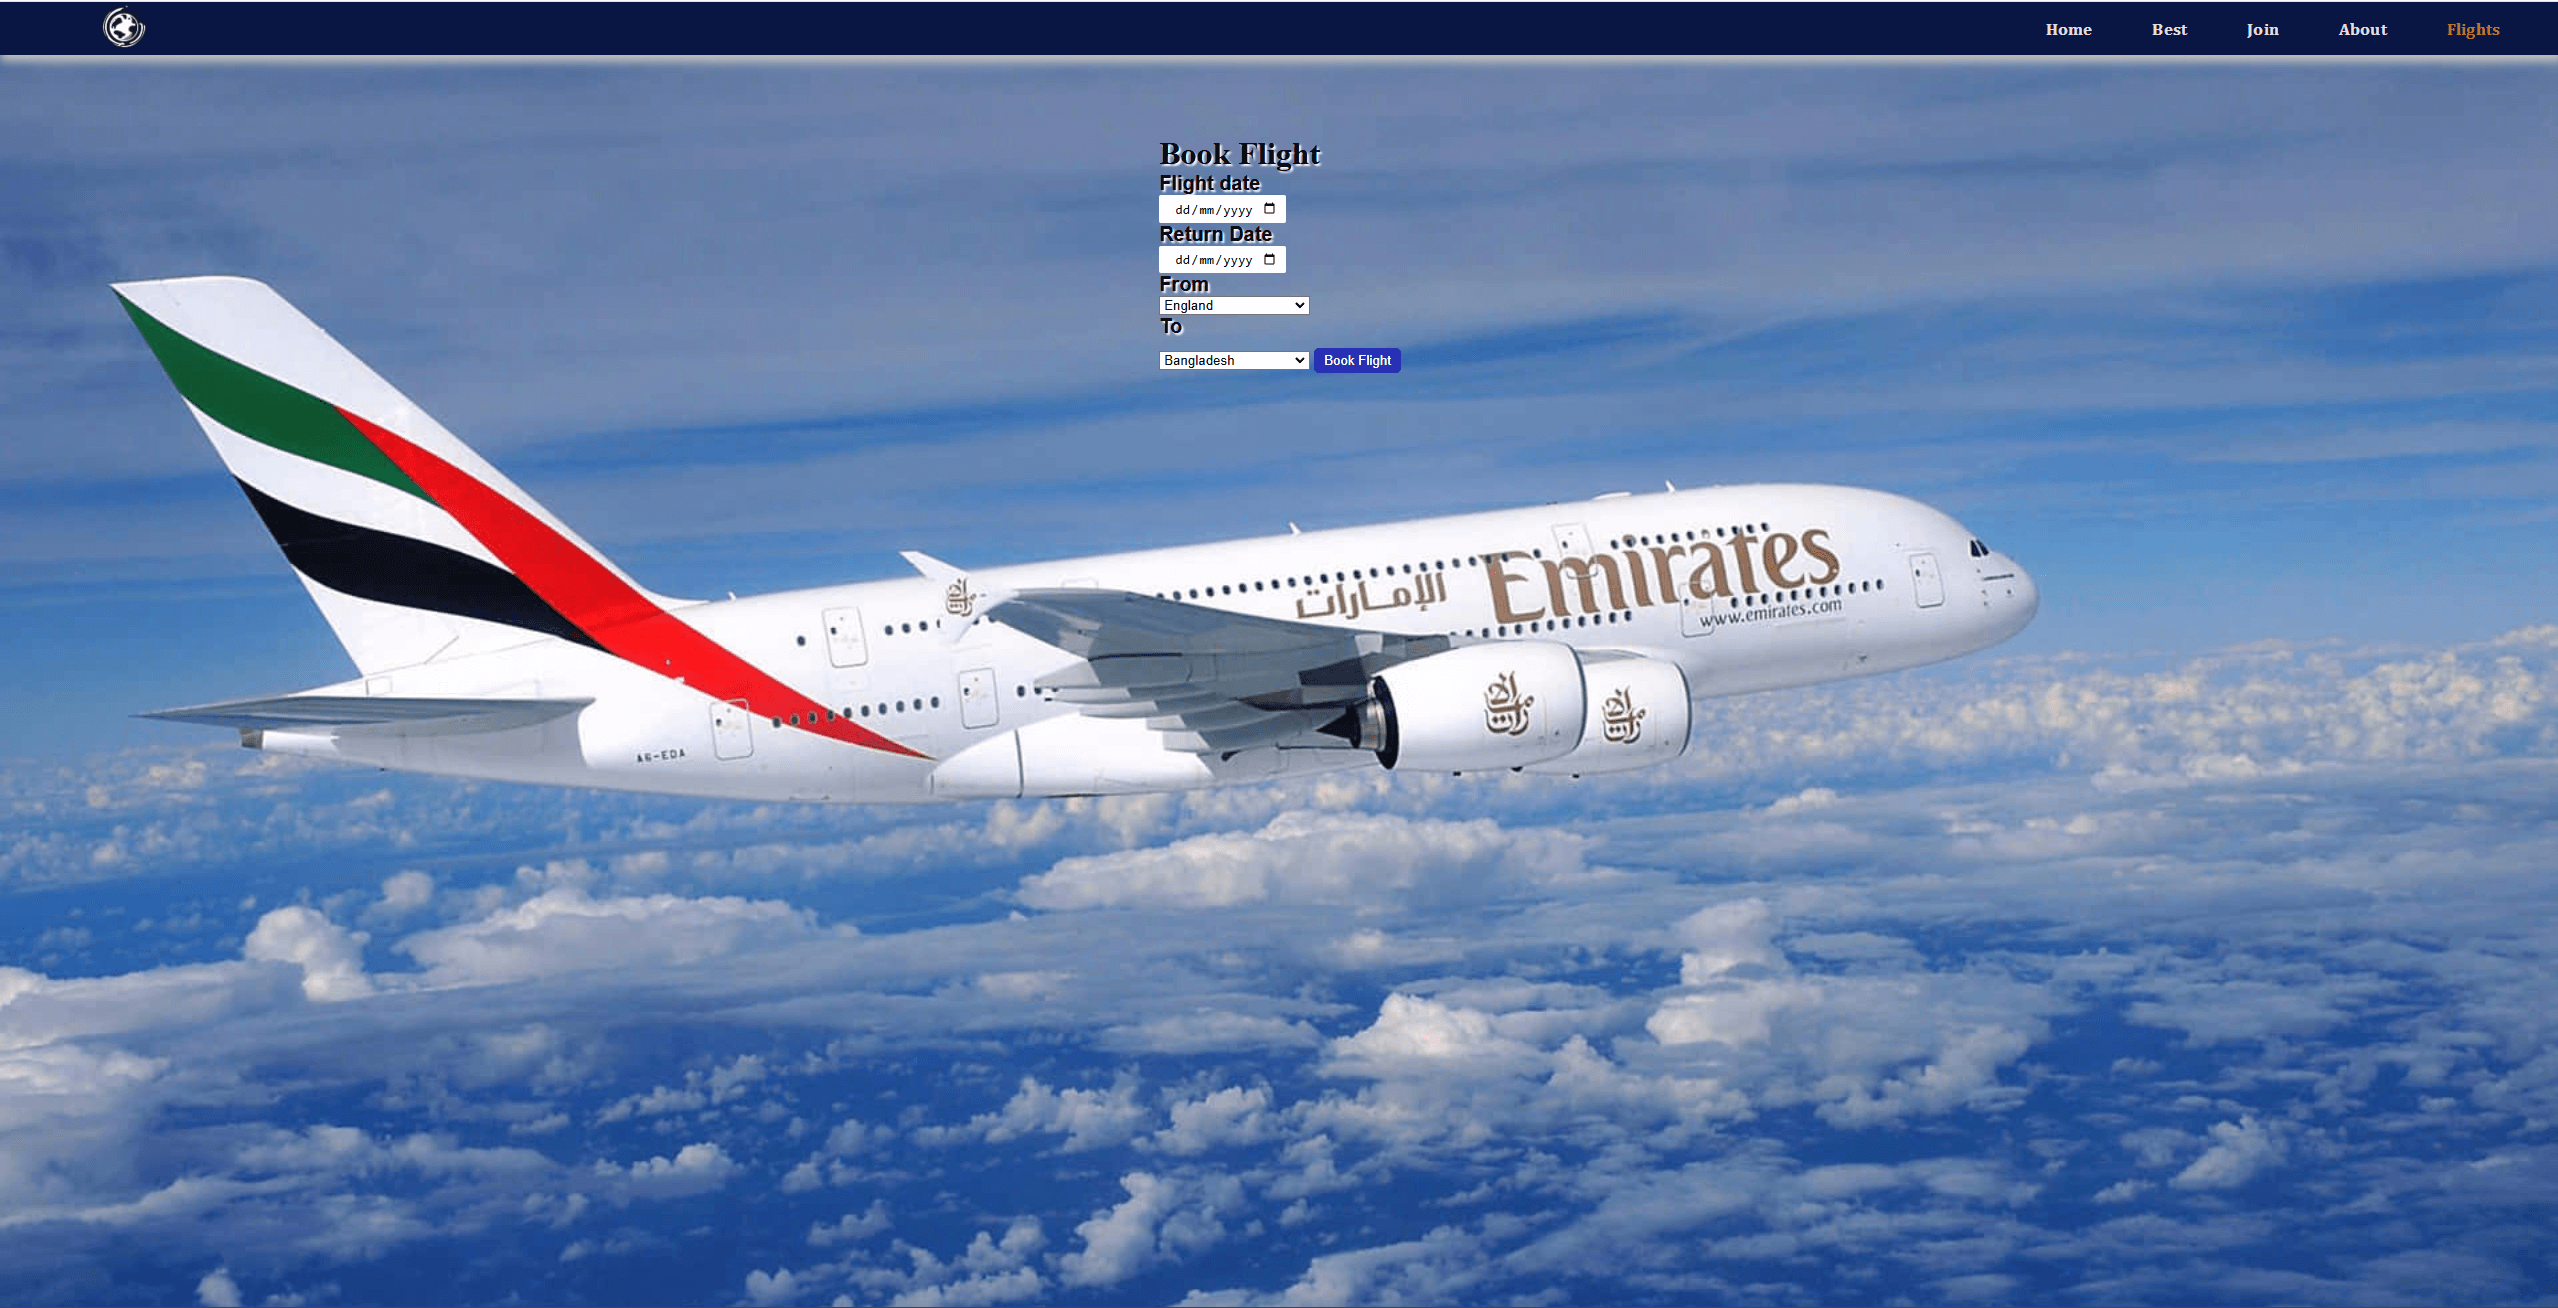 Home Best Join About Flights
Book Flight
Flight date
dd/mm/yyyy
Return Date
dd/mm/yyyy
From
England
To
Bangladesh Book Flight
الإمارات Emirates
www.emirates.com
A6-EDA